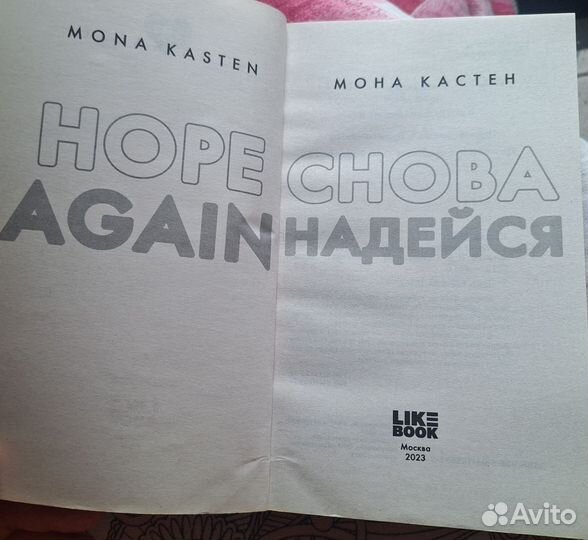 MONA KASTEN
HOPE
AGAIN
МОНА КАСТЕН
СНОВА
НАДЕЙСЯ
LIKE
BOOK
Москва
2023
Avito